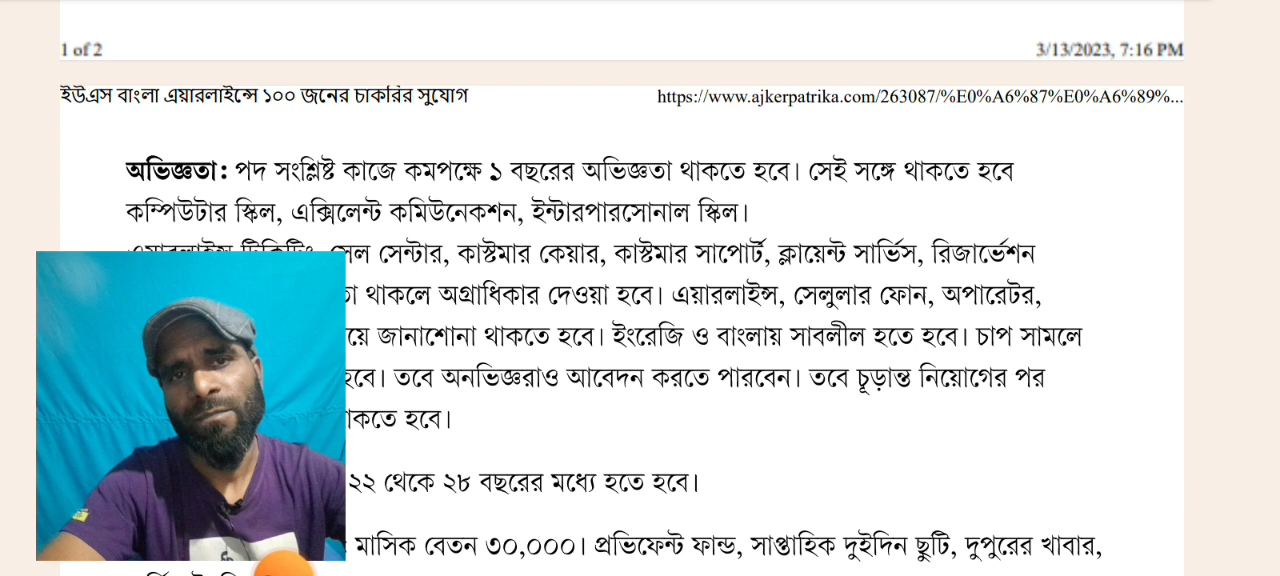 1 of 2
3/13/2023, 7:16 PM
ইউএস বাংলা এয়ারলাইন্সে ১০০ জনের চাকরির সুযোগ
https://www.ajkerpatrika.com/263087/%E0%A6%87%E0%A6%89%...
অভিজ্ঞতা: পদ সংশ্লিষ্ট কাজে কমপক্ষে ১ বছরের অভিজ্ঞতা থাকতে হবে। সেই সঙ্গে থাকতে হবে
কম্পিউটার স্কিল, এক্সিলেন্ট কমিউনেকশন, ইন্টারপারসোনাল স্কিল।
এয়ারলাইন্স টিকিটিং, সেল সেন্টার, কাস্টমার কেয়ার, কাস্টমার সাপোর্ট, ক্লায়েন্ট সার্ভিস, রিজার্ভেশন
থাকলে অগ্রাধিকার দেওয়া হবে। এয়ারলাইন্স, সেলুলার ফোন, অপারেটর,
জানাশোনা থাকতে হবে। ইংরেজি ও বাংলায় সাবলীল হতে হবে। চাপ সামলে
হবে। তবে অনভিজ্ঞরাও আবেদন করতে পারবেন। তবে চূড়ান্ত নিয়োগের পর
হবে।
২২ থেকে ২৮ বছরের মধ্যে হতে হবে।
মাসিক বেতন ৩০,০০০। প্রভিফেন্ট ফান্ড, সাপ্তাহিক দুইদিন ছুটি, দুপুরের খাবার,